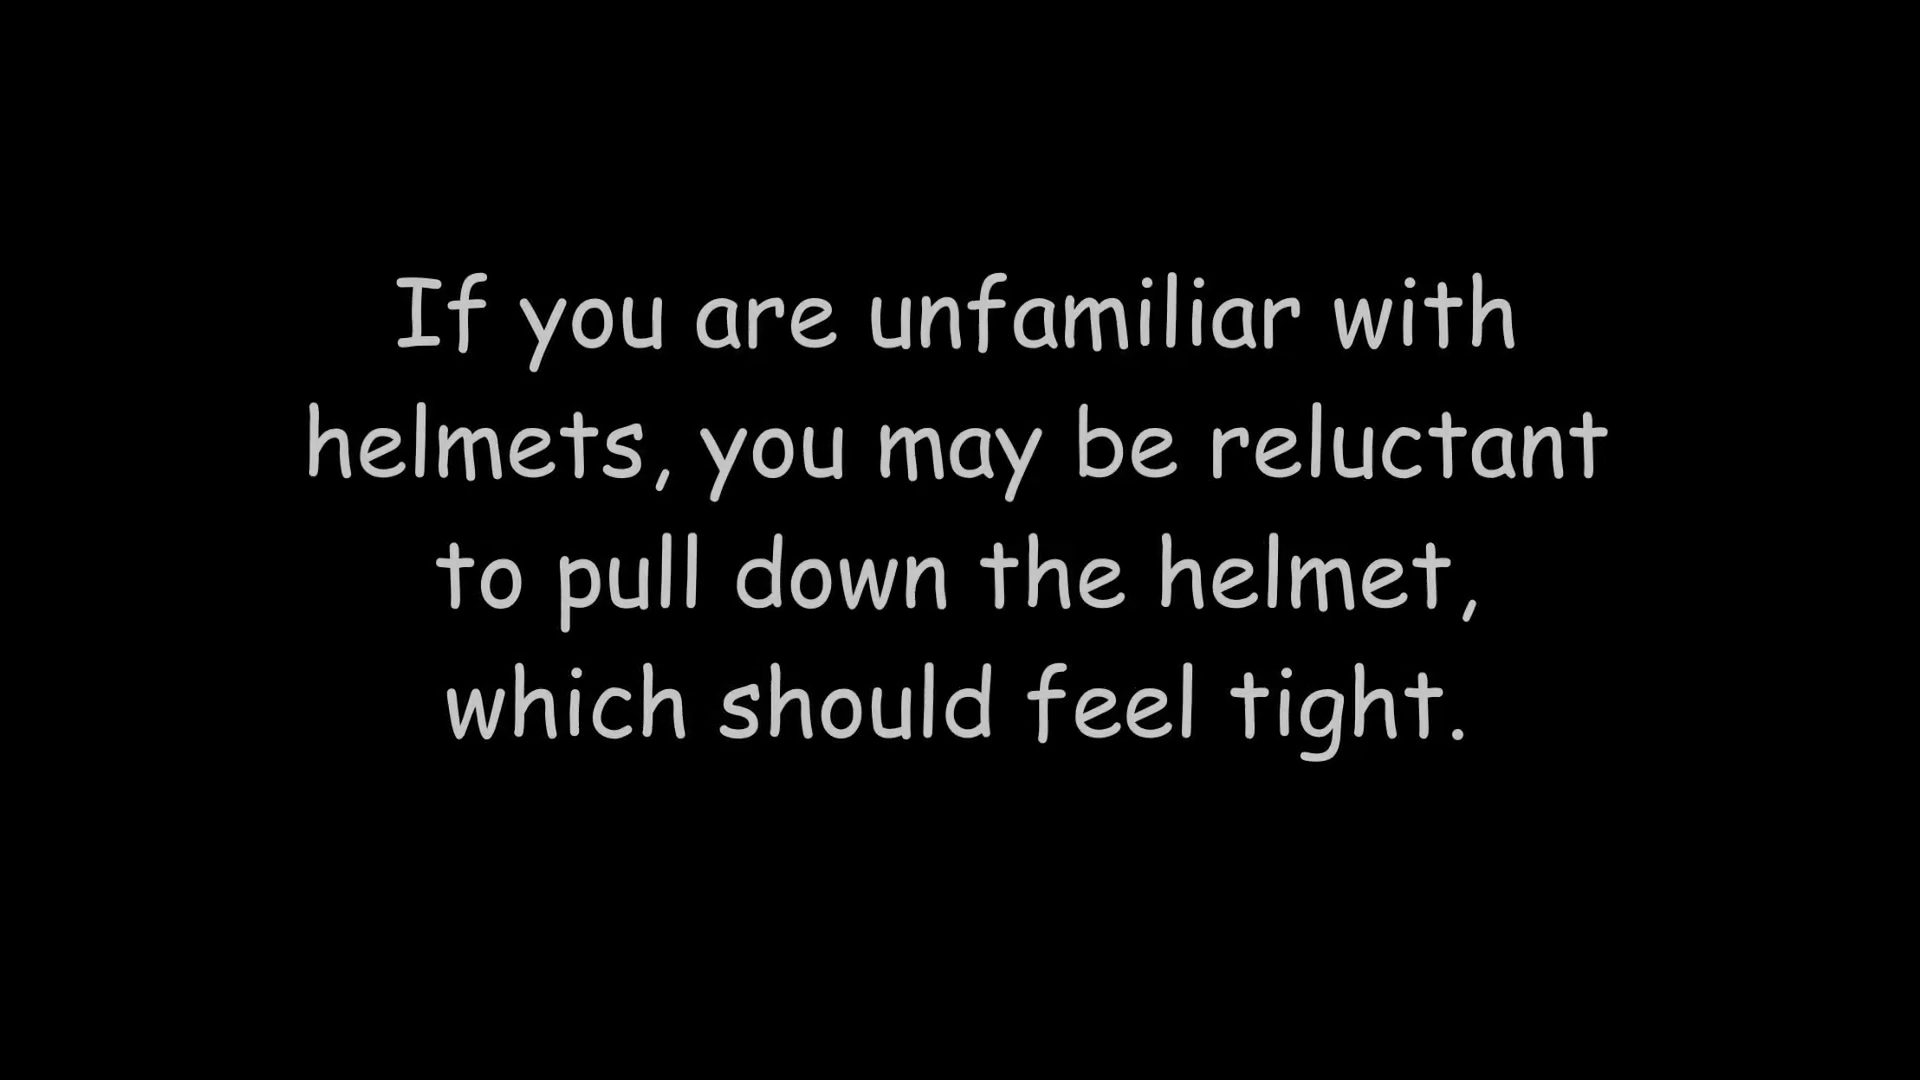 If you are unfamiliar with
helmets, you may be reluctant
to pull down the helmet,
which should feel tight.